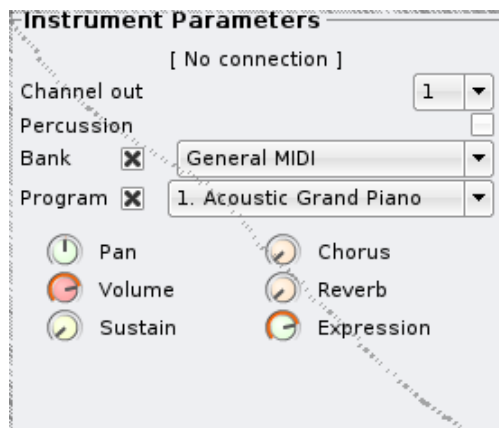 Instrument Parameters
[ No connection ]
Channel out 1
Percussion
Bank General MIDI
Program 1. Acoustic Grand Piano
Pan Chorus
Volume Reverb
Sustain Expression